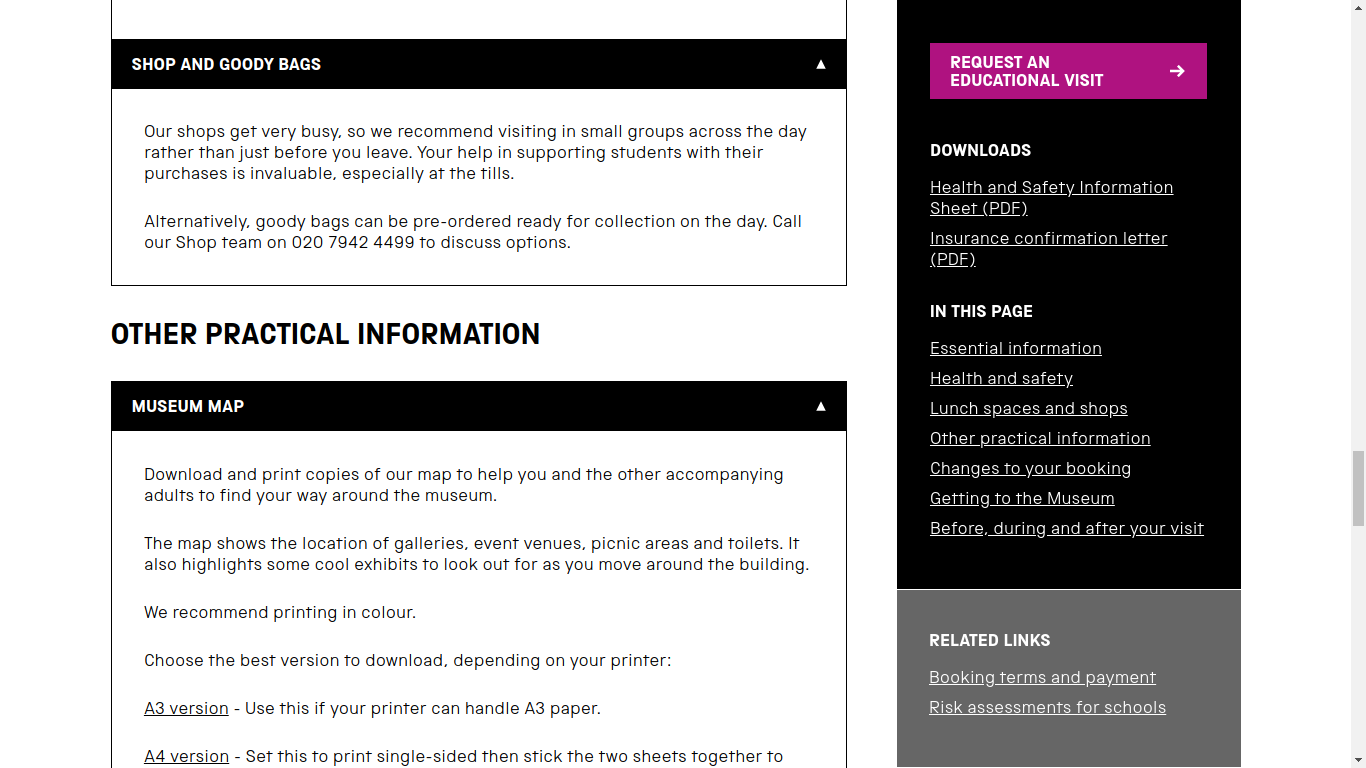 SHOP AND GOODY BAGS ▲
Our shops get very busy, so we recommend visiting in small groups across the day
rather than just before you leave. Your help in supporting students with their
purchases is invaluable, especially at the tills.
Alternatively, goody bags can be pre-ordered ready for collection on the day. Call
our Shop team on 020 7942 4499 to discuss options.
OTHER PRACTICAL INFORMATION
MUSEUM MAP ▲
Download and print copies of our map to help you and the other accompanying
adults to find your way around the museum.
The map shows the location of galleries, event venues, picnic areas and toilets. It
also highlights some cool exhibits to look out for as you move around the building.
We recommend printing in colour.
Choose the best version to download, depending on your printer:
A3 version - Use this if your printer can handle A3 paper.
A4 version - Set this to print single-sided then stick the two sheets together to
REQUEST AN
EDUCATIONAL VISIT →
DOWNLOADS
Health and Safety Information
Sheet (PDF)
Insurance confirmation letter
(PDF)
IN THIS PAGE
Essential information
Health and safety
Lunch spaces and shops
Other practical information
Changes to your booking
Getting to the Museum
Before, during and after your visit
RELATED LINKS
Booking terms and payment
Risk assessments for schools